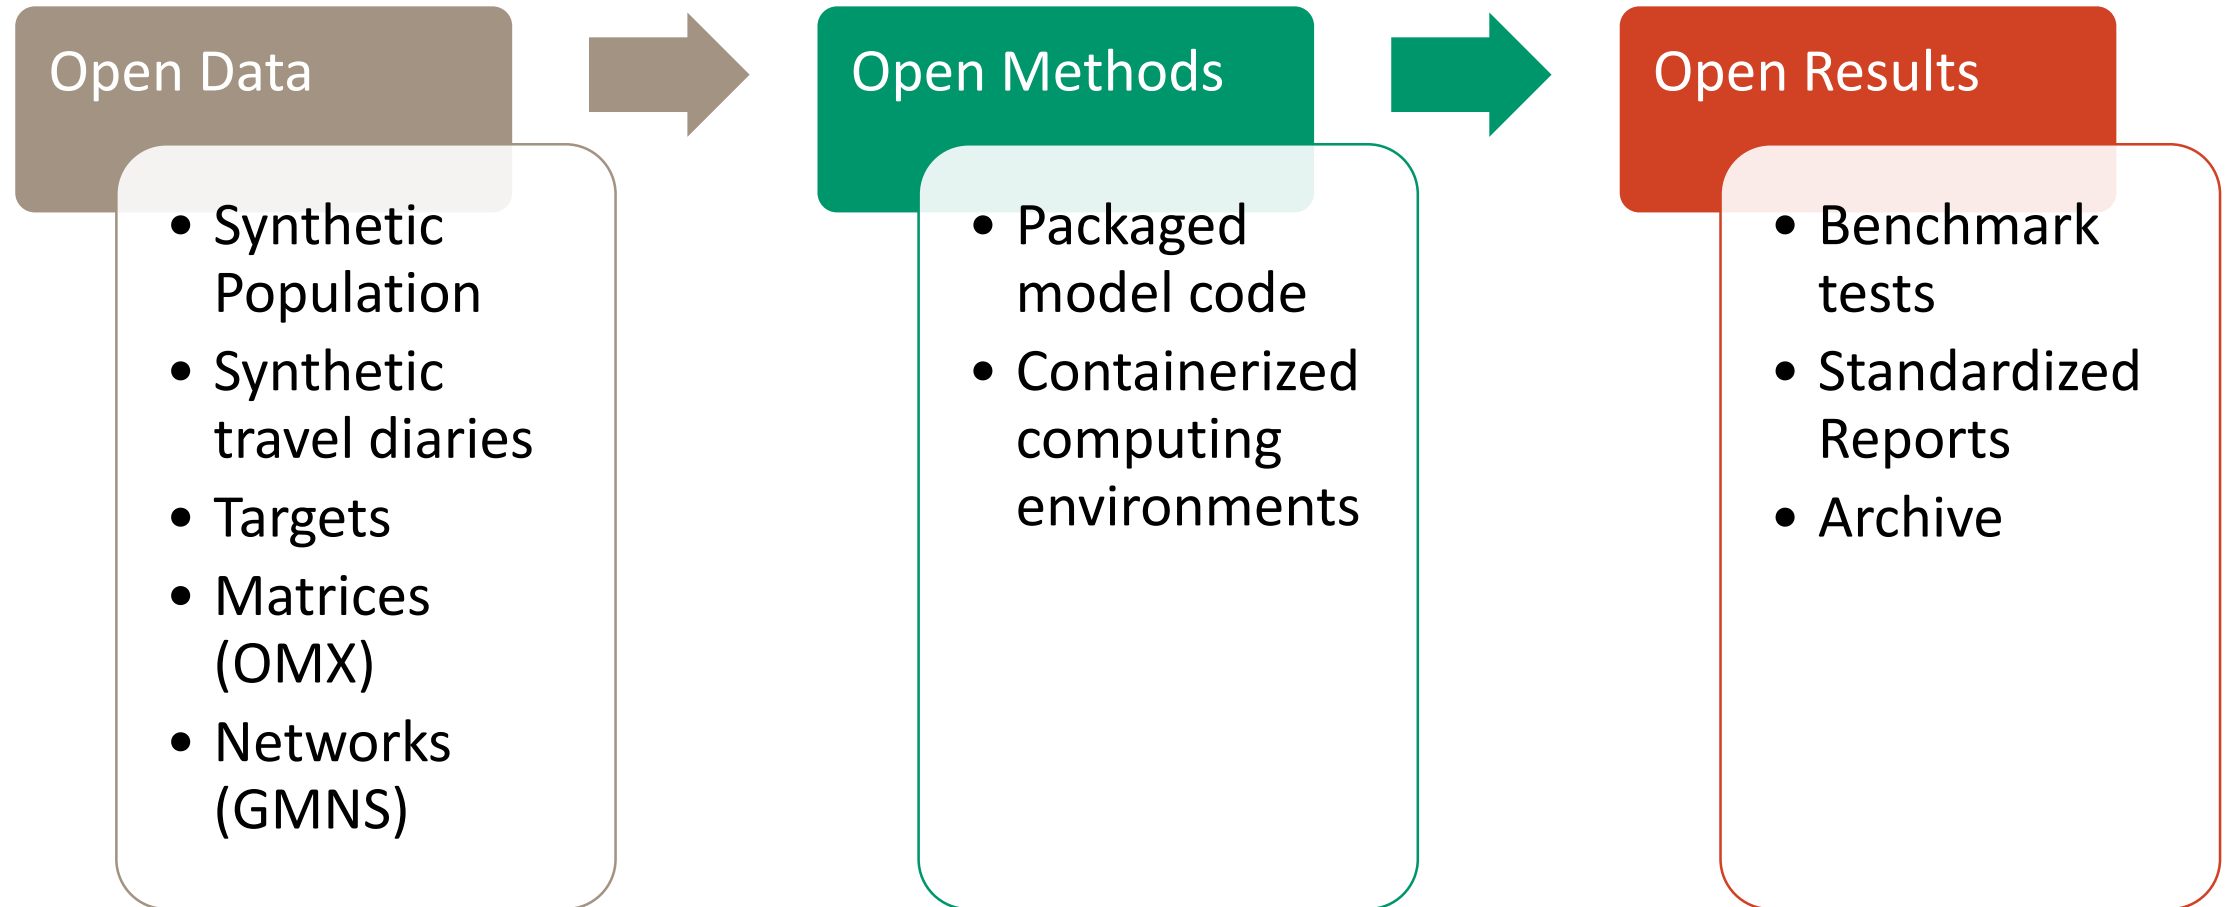 Open Data
• Synthetic
Population
• Synthetic
travel diaries
• Targets
• Matrices
(OMX)
• Networks
(GMNS)
Open Methods
• Packaged
model code
• Containerized
computing
environments
Open Results
• Benchmark
tests
• Standardized
Reports
• Archive